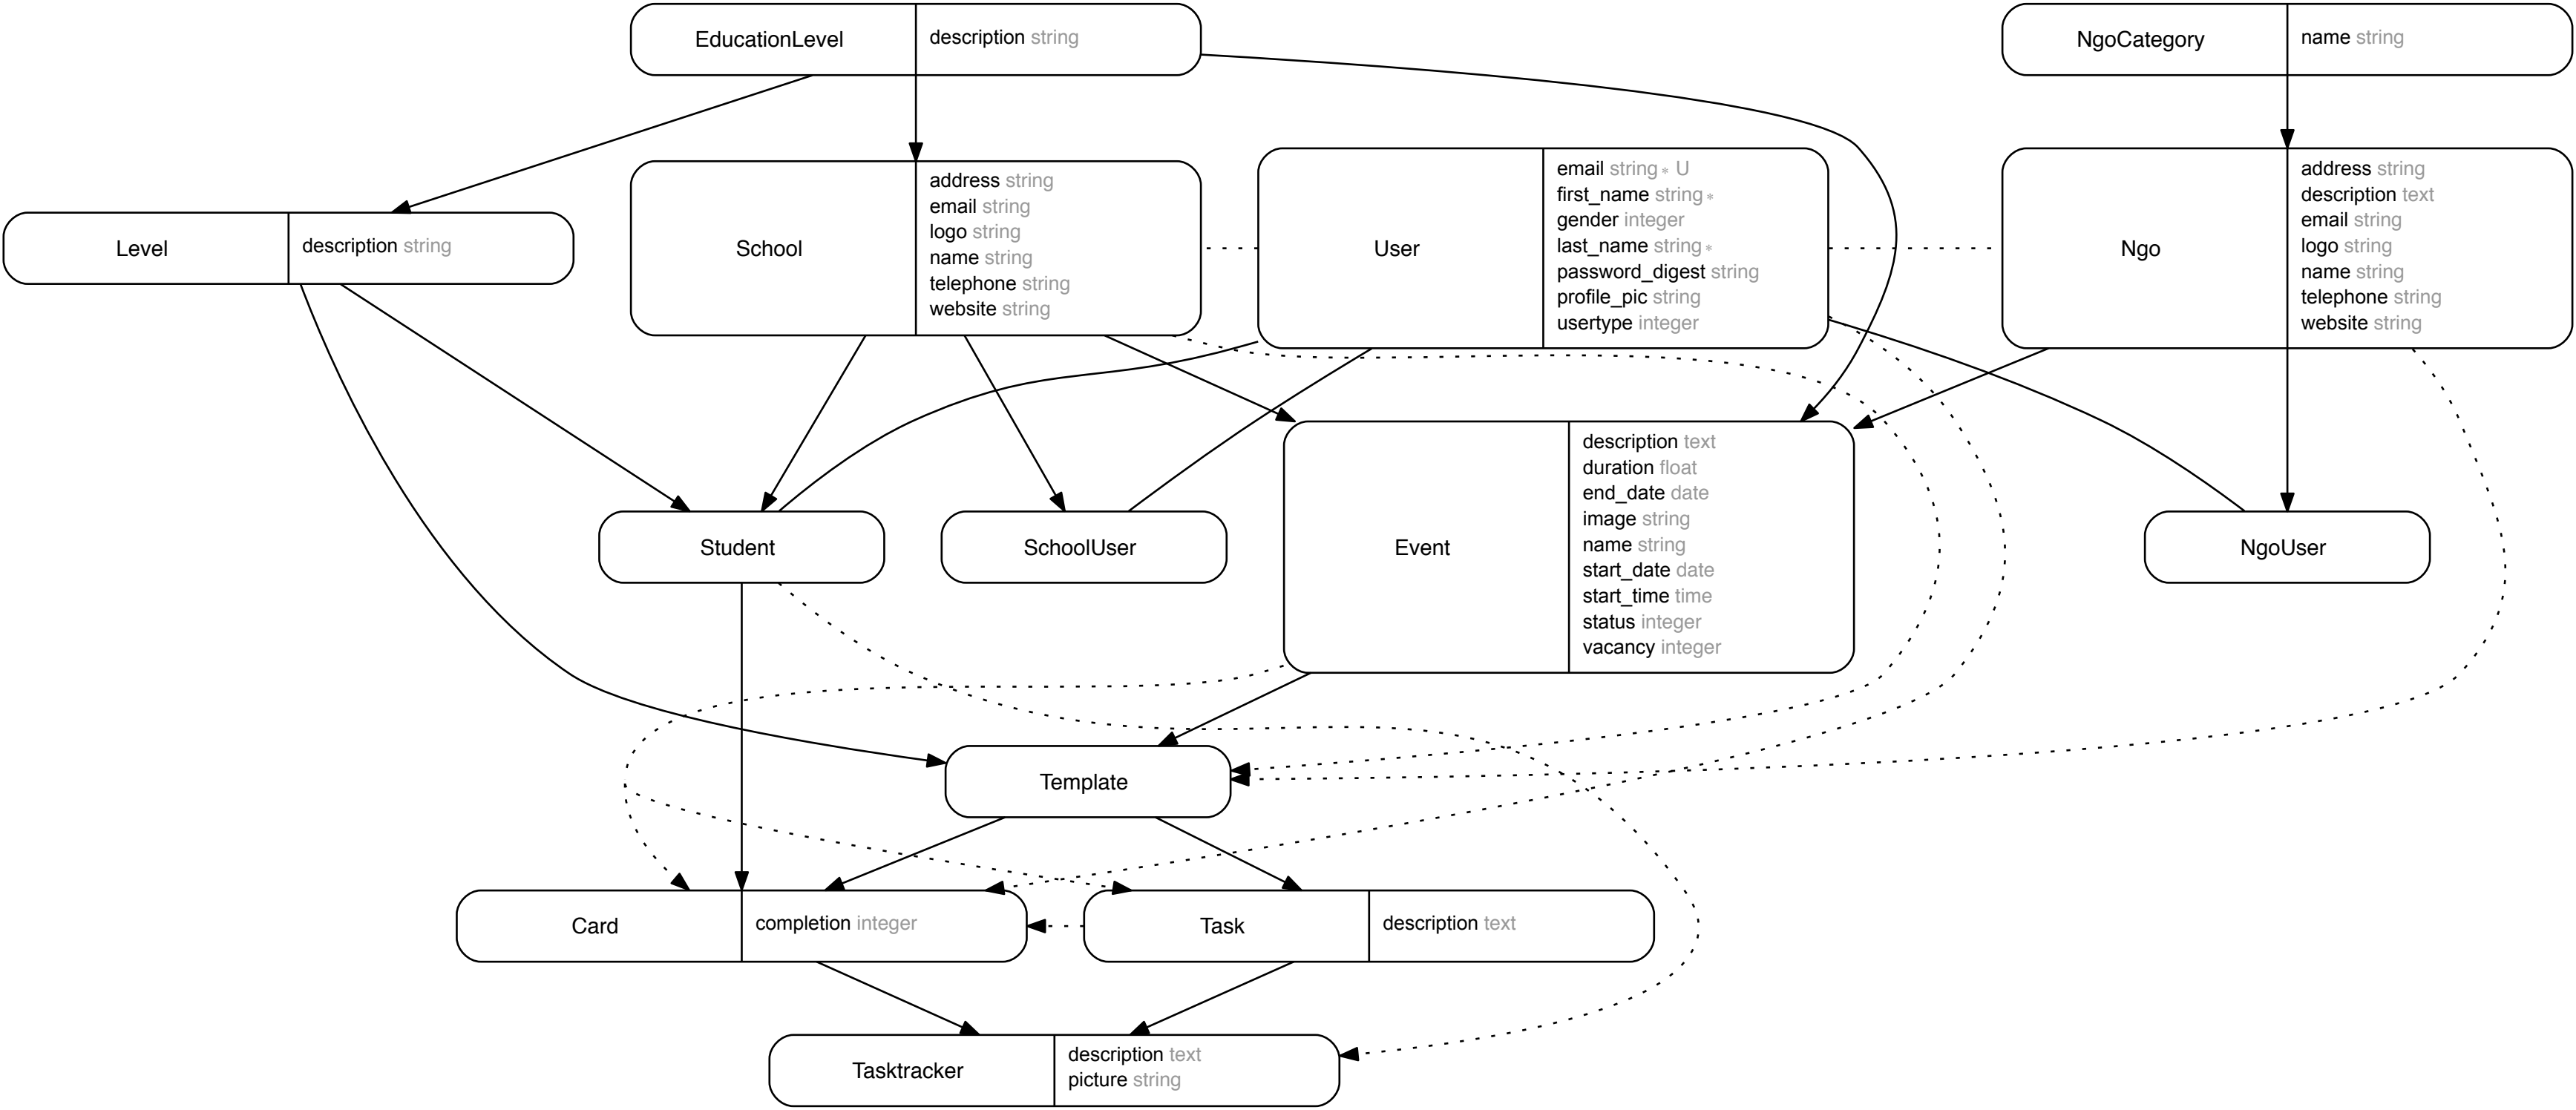 EducationLevel
description string
NgoCategory
name string
Level
description string
School
address string
email string
logo string
name string
telephone string
website string
User
email string * U
first_name string *
gender integer
last_name string *
password_digest string
profile_pic string
usertype integer
Ngo
address string
description text
email string
logo string
name string
telephone string
website string
Student
SchoolUser
Event
description text
duration float
end_date date
image string
name string
start_date date
start_time time
status integer
vacancy integer
NgoUser
Template
Card
completion integer
Task
description text
Tasktracker
description text
picture string